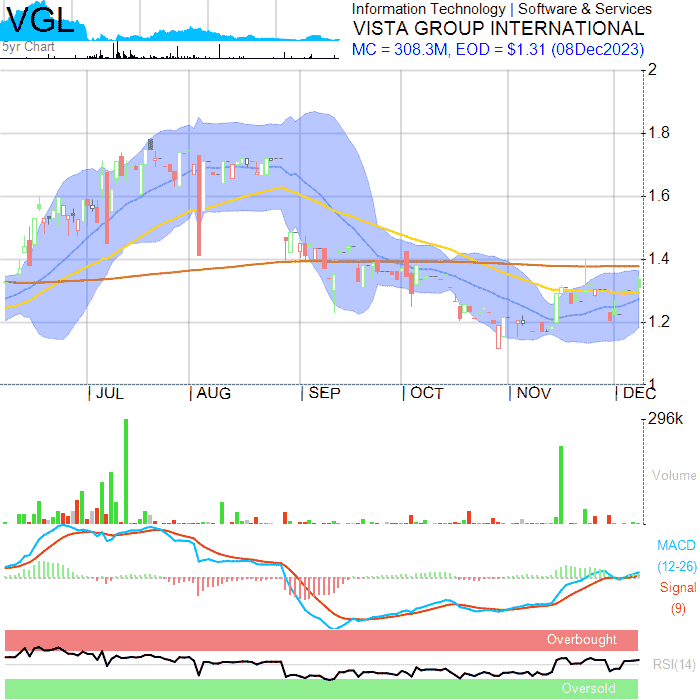 VGL
5yr Chart
Information Technology | Software & Services
VISTA GROUP INTERNATIONAL
MC = 308.3M, EOD = $1.31 (08Dec2023)
2
1.8
1.6
1.4
1.2
1
JUL AUG SEP OCT NOV DEC
296k
Volume
MACD
(12-26)
Signal
(9)
Overbought
RSI(14)
Oversold